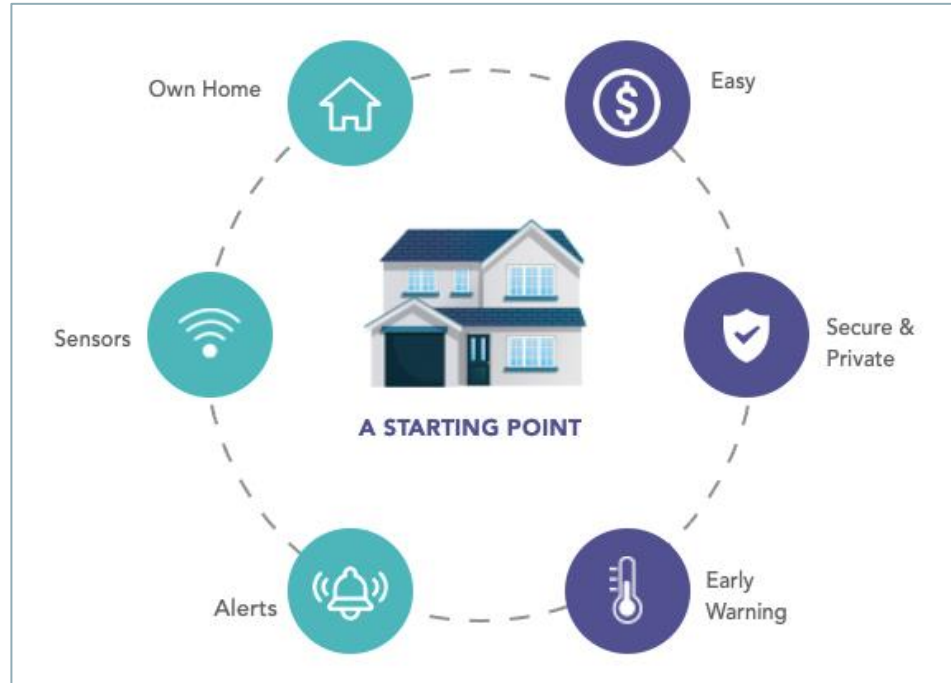 Own Home
Easy
Sensors
Secure &
Private
A STARTING POINT
Alerts
Early
Warning
$